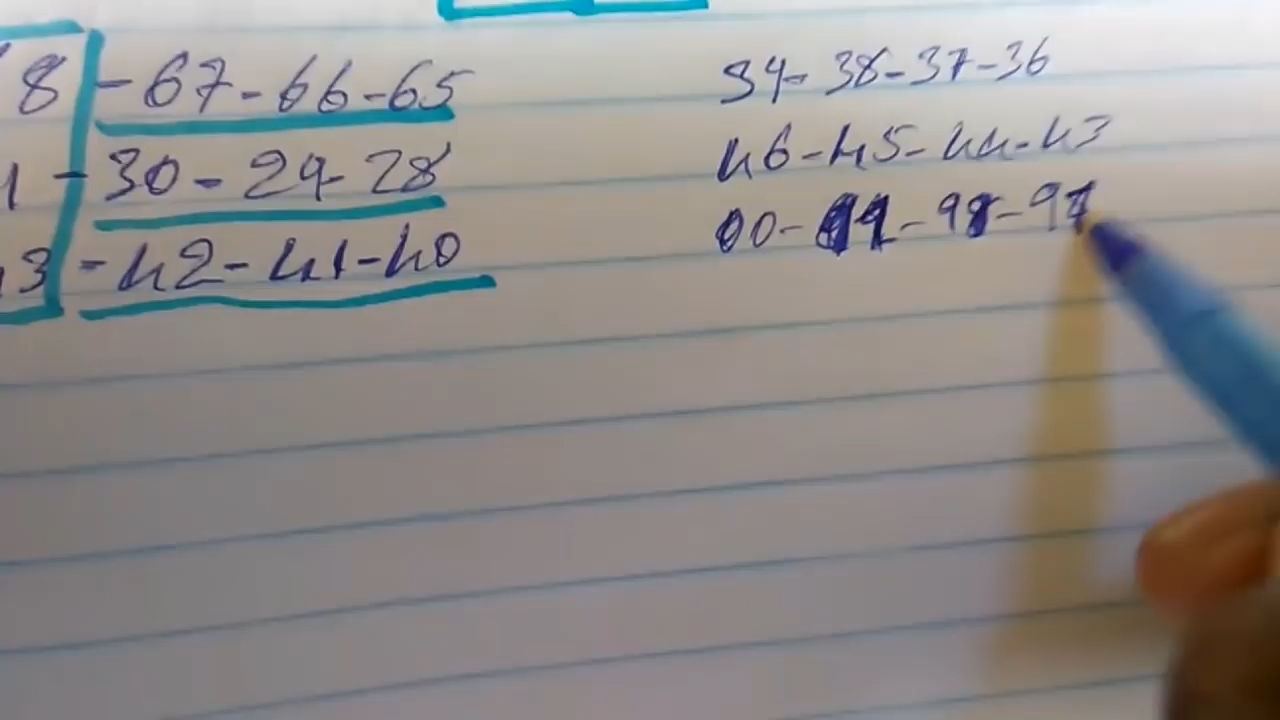 8 - 67 - 66 - 65
1 - 30 - 29 - 28
3 - 42 - 41 - 40
39 - 38 - 37 - 36
46 - 45 - 44 - 43
00 - 99 - 98 - 97